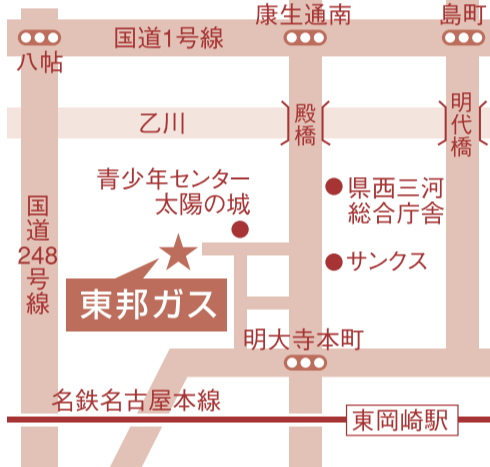 康生通南
島町
国道1号線
八帖
乙川
殿橋
明代橋
青少年センター
太陽の城
県西三河
総合庁舎
国道248号線
サンクス
東邦ガス
明大寺本町
名鉄名古屋本線
東岡崎駅